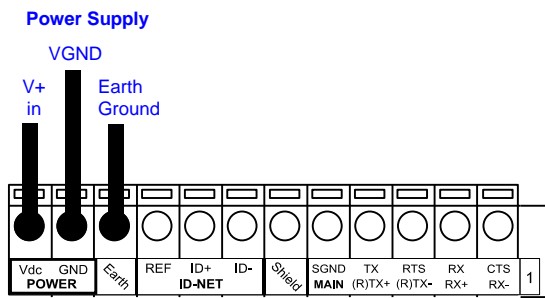 Power Supply
VGND
V+ in
Earth Ground
Vdc GND Earth REF ID+ ID- Shield SGND TX RTS RX CTS
POWER ID-NET MAIN (R)TX+ (R)TX- RX+ RX-
1